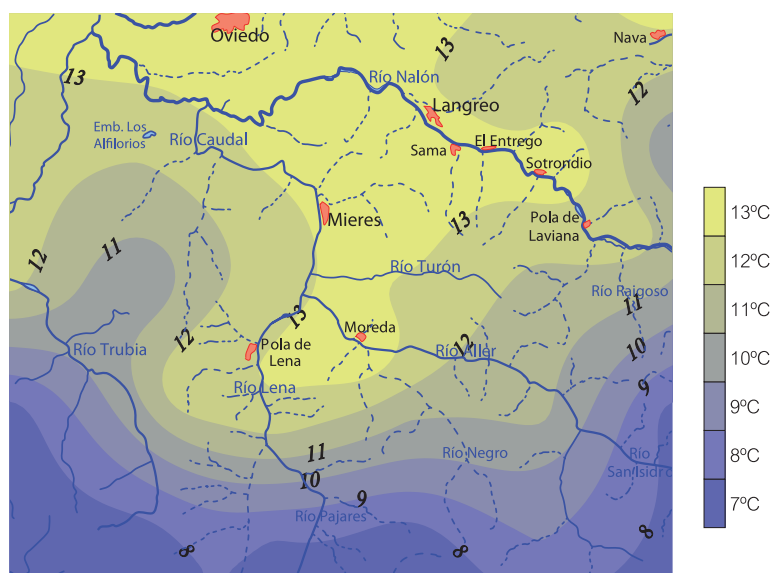 Oviedo
Nava
13
13
Río Nalón
12
Langreo
Emb. Los
Alfilorios
Río Caudal
Sama
El Entrego
Sotrondio
Mieres
13
Pola de
Laviana
12
11
Río Turón
Río Raigoso
11
13
Moreda
12
12
Río Aller
10
Río Trubia
Pola de
Lena
Río Lena
9
11
Río Negro
Río
San Isidro
10
9
Río Pajares
8
8
8
13ºC
12ºC
11ºC
10ºC
9ºC
8ºC
7ºC